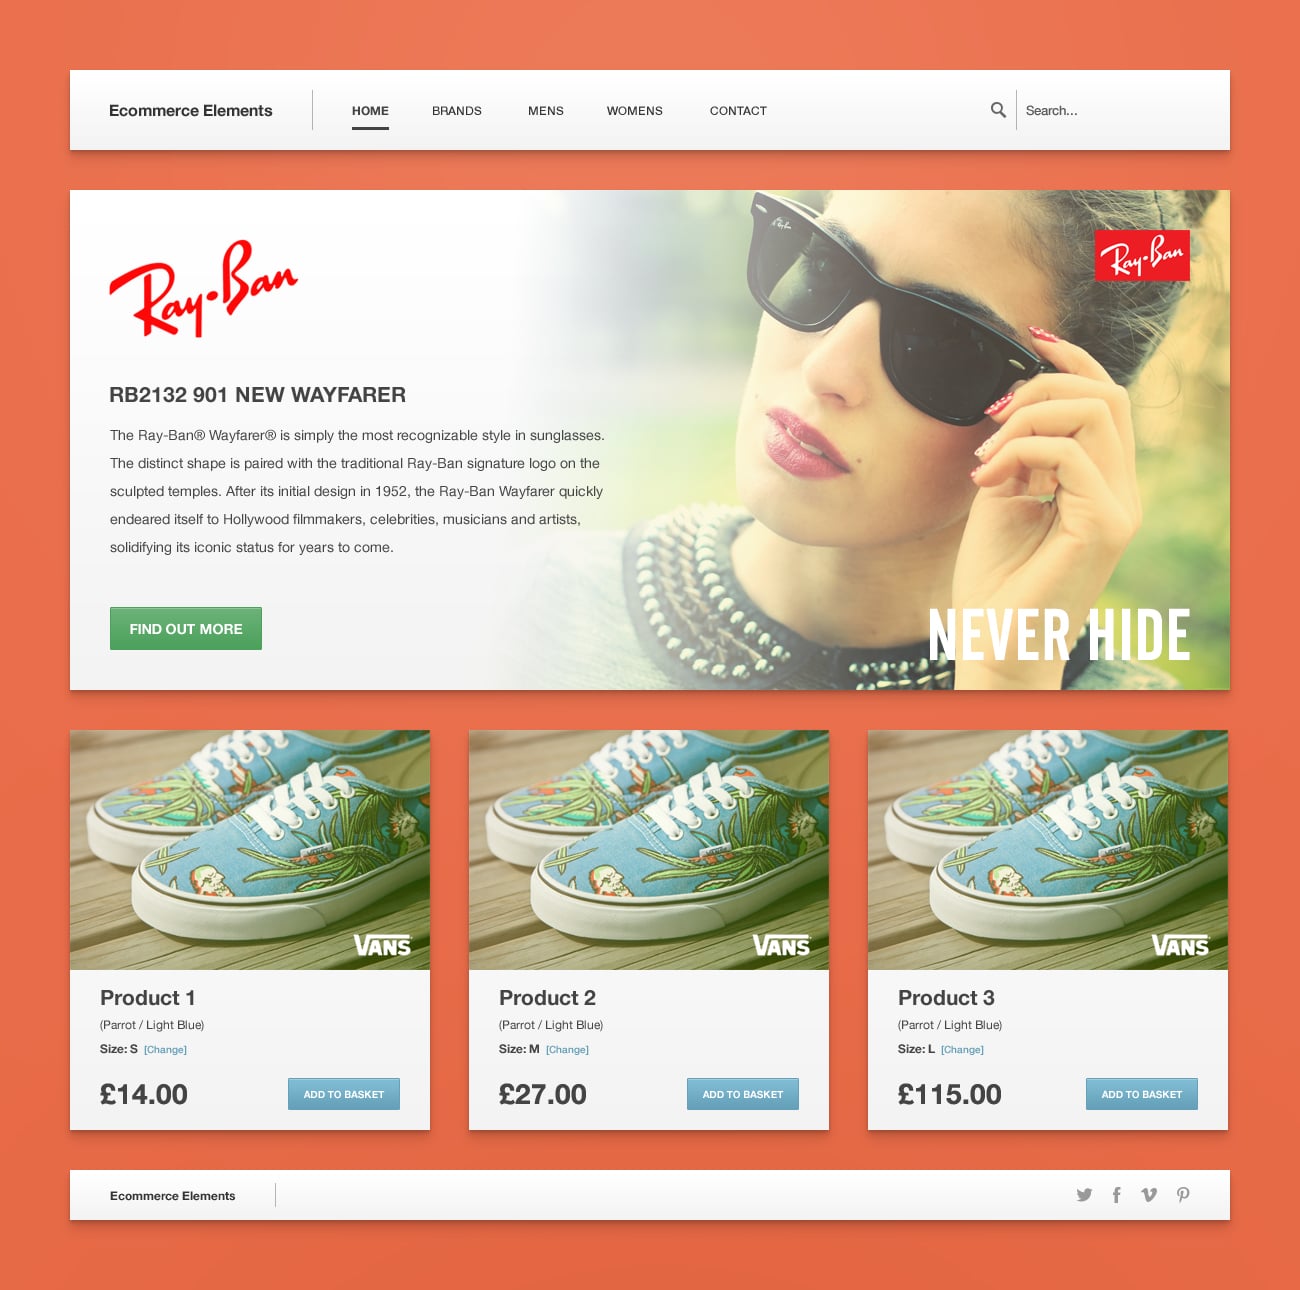 Ecommerce Elements
HOME
BRANDS
MENS
WOMENS
CONTACT
Search...
Ray-Ban
Ray-Ban
Ray-Ban
RB2132 901 NEW WAYFARER
The Ray-Ban® Wayfarer® is simply the most recognizable style in sunglasses.
The distinct shape is paired with the traditional Ray-Ban signature logo on the
sculpted temples. After its initial design in 1952, the Ray-Ban Wayfarer quickly
endeared itself to Hollywood filmmakers, celebrities, musicians and artists,
solidifying its iconic status for years to come.
FIND OUT MORE
NEVER HIDE
VANS
Product 1
(Parrot / Light Blue)
Size: S [Change]
£14.00
ADD TO BASKET
VANS
Product 2
(Parrot / Light Blue)
Size: M [Change]
£27.00
ADD TO BASKET
VANS
Product 3
(Parrot / Light Blue)
Size: L [Change]
£115.00
ADD TO BASKET
Ecommerce Elements